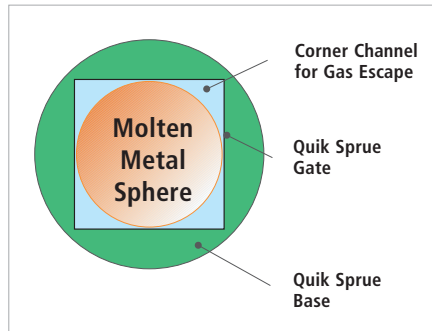 Corner Channel
for Gas Escape
Molten
Metal
Sphere
Quik Sprue
Gate
Quik Sprue
Base